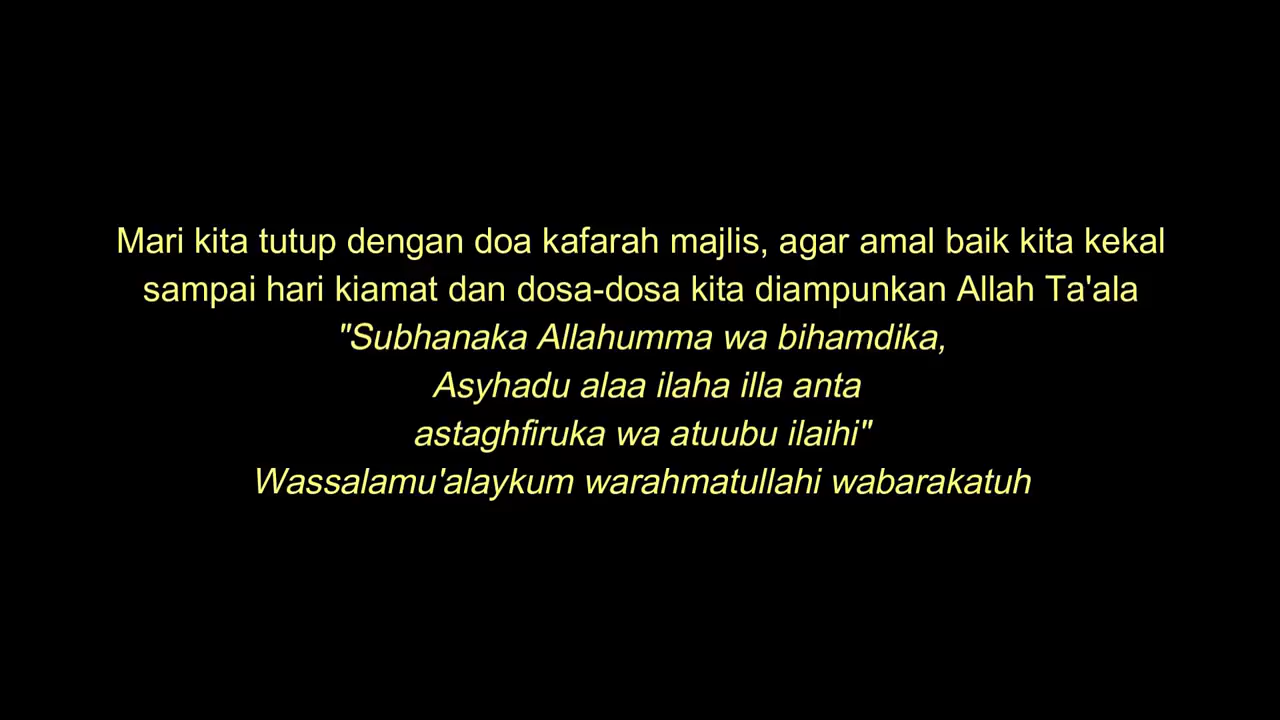 Mari kita tutup dengan doa kafarah majlis, agar amal baik kita kekal
sampai hari kiamat dan dosa-dosa kita diampunkan Allah Ta'ala
"Subhanaka Allahumma wa bihamdika,
Asyhadu alaa ilaha illa anta
astaghfiruka wa atuubu ilaihi"
Wassalamu'alaykum warahmatullahi wabarakatuh